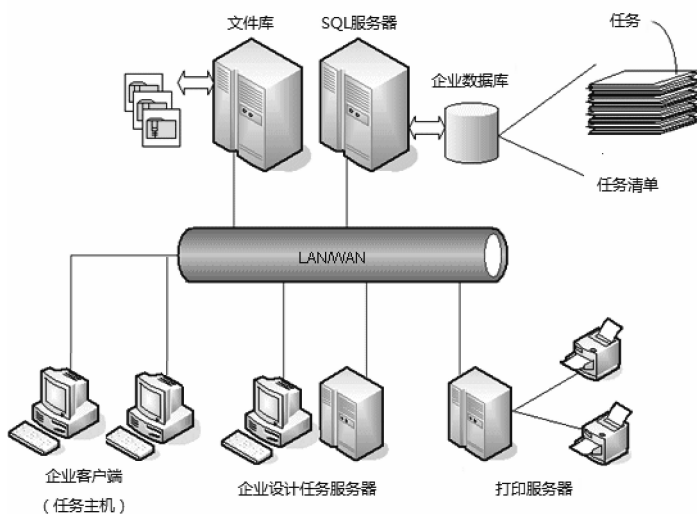 文件库
SQL服务器
任务
企业数据库
任务清单
LAN/WAN
企业客户端
（任务主机）
企业设计任务服务器
打印服务器